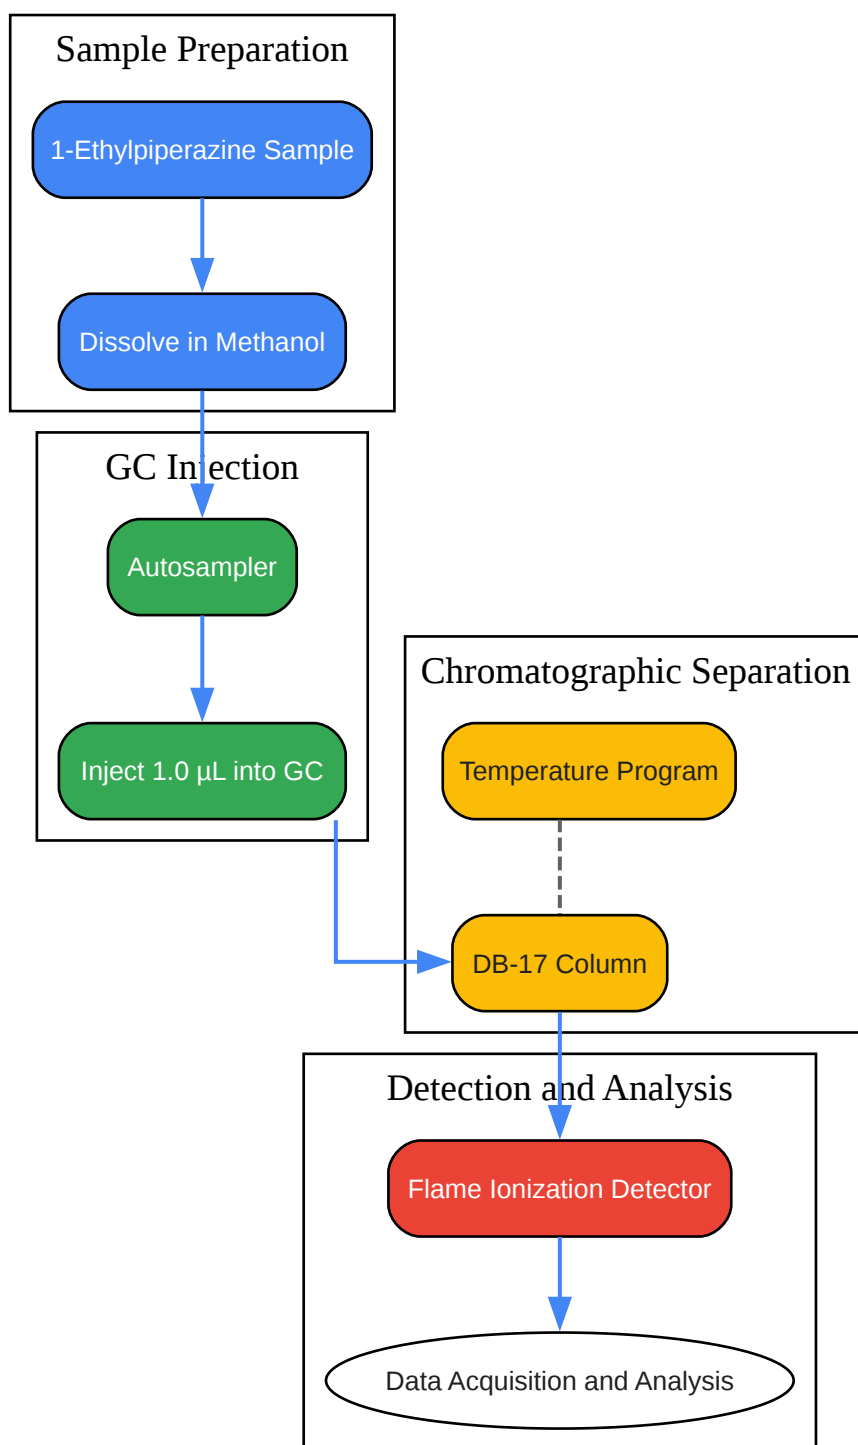 Sample Preparation
1-Ethylpiperazine Sample
Dissolve in Methanol
GC Injection
Autosampler
Inject 1.0 µL into GC
Chromatographic Separation
Temperature Program
DB-17 Column
Detection and Analysis
Flame Ionization Detector
Data Acquisition and Analysis